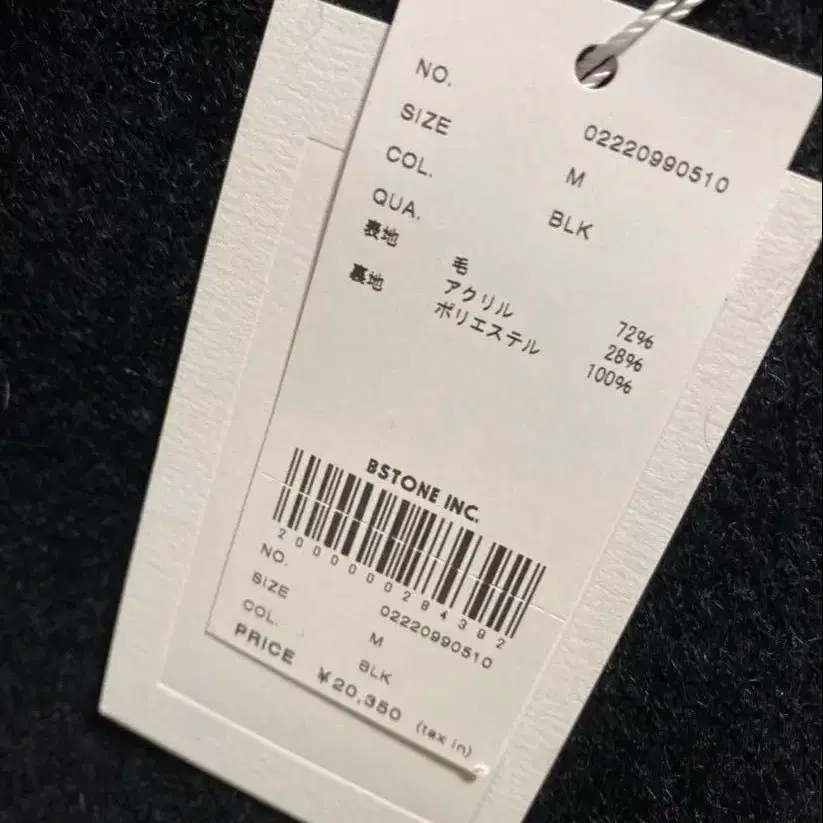 NO. 02220990510
SIZE M
COL. BLK
QUA.
表地 毛 72%
アクリル 28%
裏地 ポリエステル 100%
BSTONE INC.
2000000284392
NO. 02220990510
SIZE M
COL. BLK
PRICE ¥20,350 (tax in)